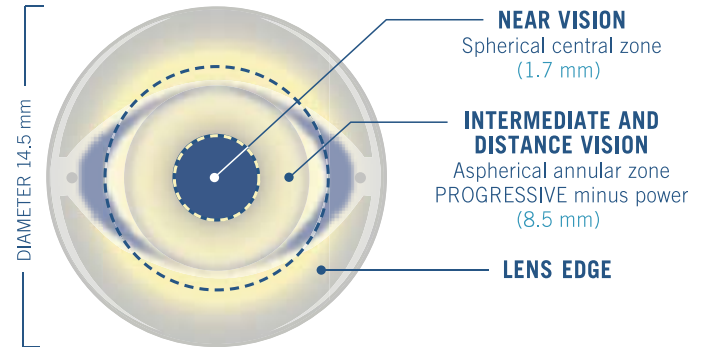 NEAR VISION
Spherical central zone
(1.7 mm)
INTERMEDIATE AND
DISTANCE VISION
Aspherical annular zone
PROGRESSIVE minus power
(8.5 mm)
LENS EDGE
DIAMETER 14.5 mm